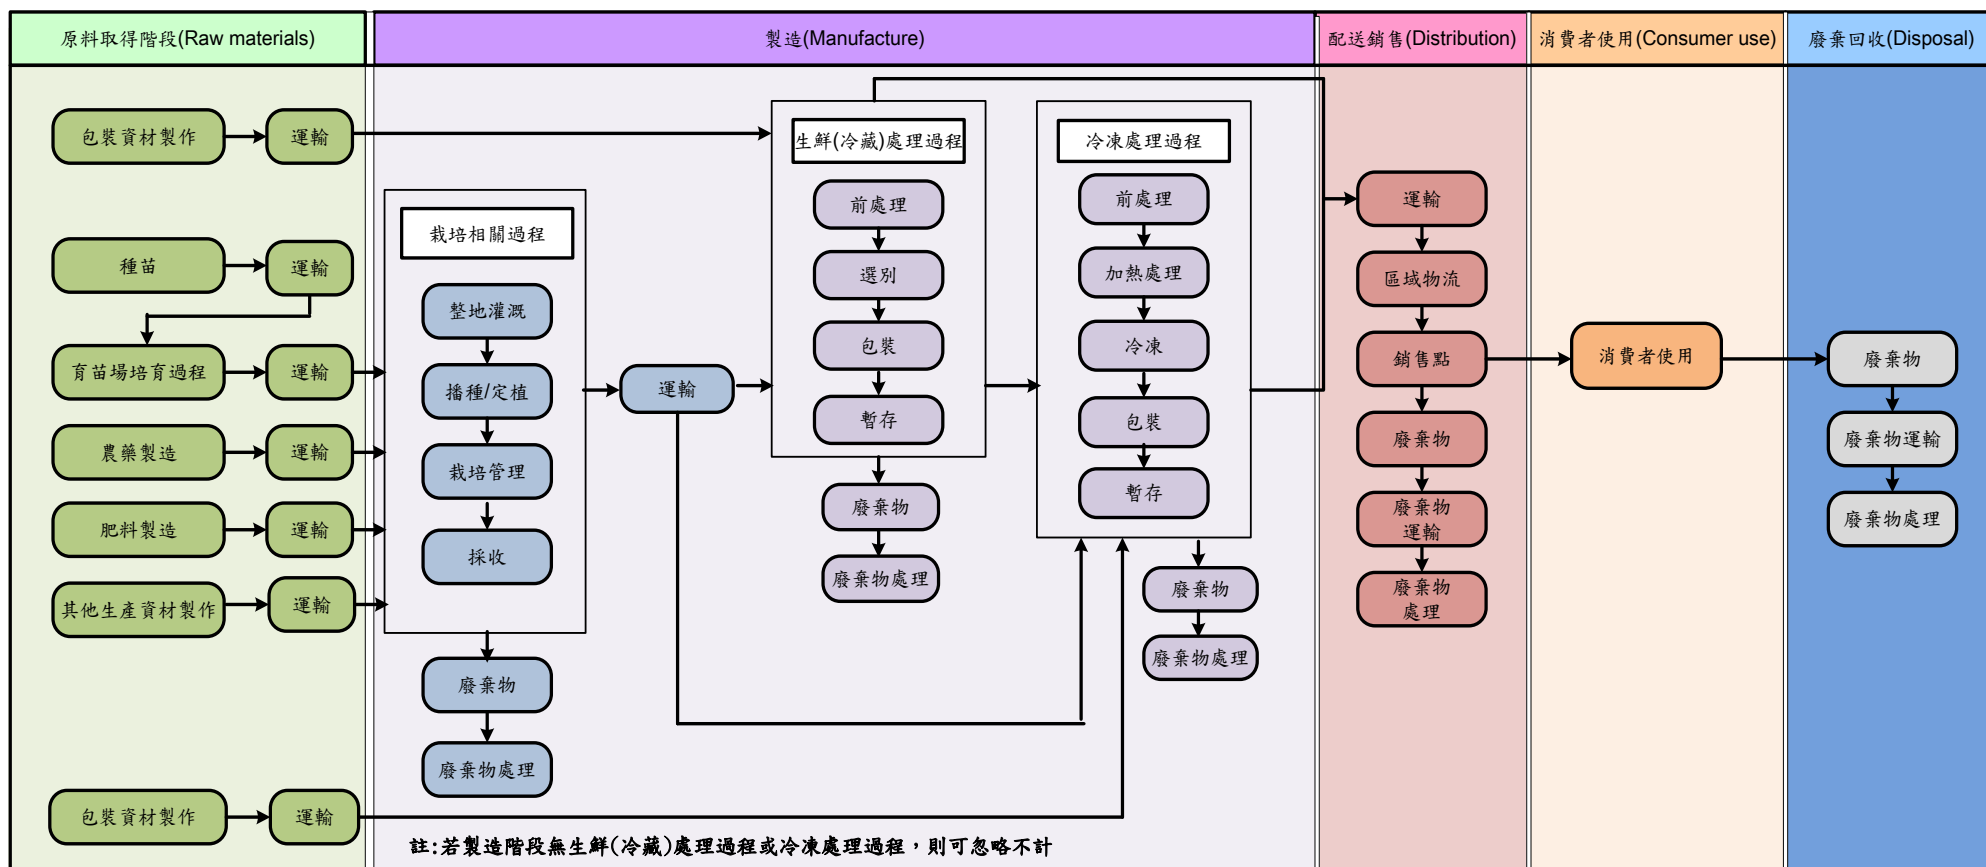 原料取得階段(Raw materials)
製造(Manufacture)
配送銷售(Distribution)
消費者使用(Consumer use)
廢棄回收(Disposal)
包裝資材製作
運輸
種苗
運輸
育苗場培育過程
運輸
農藥製造
運輸
肥料製造
運輸
其他生產資材製作
運輸
包裝資材製作
運輸
栽培相關過程
整地灌溉
播種/定植
栽培管理
採收
廢棄物
廢棄物處理
運輸
生鮮(冷藏)處理過程
前處理
選別
包裝
暫存
廢棄物
廢棄物處理
冷凍處理過程
前處理
加熱處理
冷凍
包裝
暫存
廢棄物
廢棄物處理
註:若製造階段無生鮮(冷藏)處理過程或冷凍處理過程，則可忽略不計
運輸
區域物流
銷售點
廢棄物
廢棄物
運輸
廢棄物
處理
消費者使用
廢棄物
廢棄物運輸
廢棄物處理